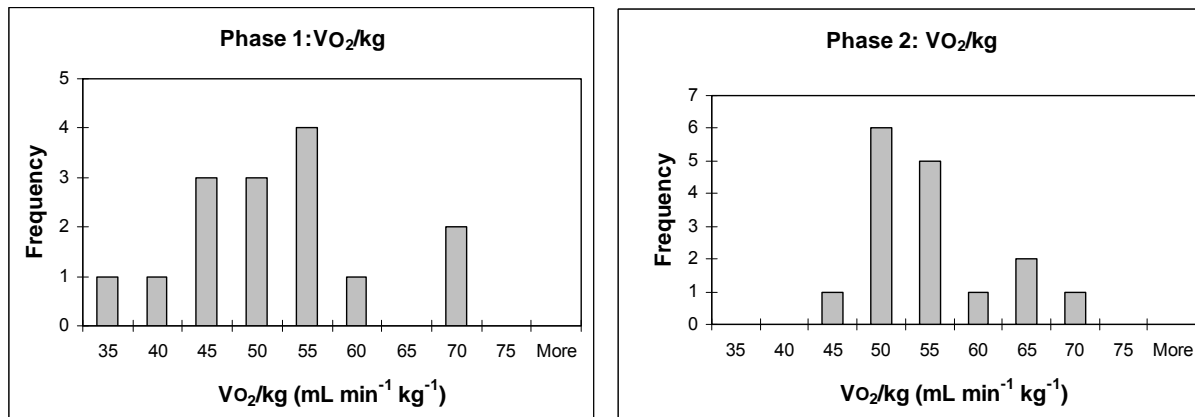 Phase 1:VO₂/kg
Frequency
5
4
3
2
1
0
35 40 45 50 55 60 65 70 75 More
VO₂/kg (mL min⁻¹ kg⁻¹)
Phase 2: VO₂/kg
Frequency
7
6
5
4
3
2
1
0
35 40 45 50 55 60 65 70 75 More
VO₂/kg (mL min⁻¹ kg⁻¹)